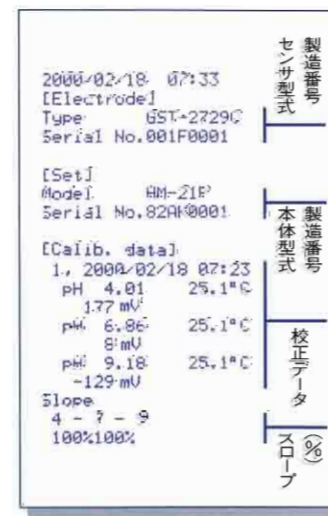 2000/02/18 07:33
[Electrode]
Type GST-2729C
Serial No.001F0001
[Set]
Model HM-21P
Serial No.82AH0001
[Calib. data]
1, 2000/02/18 07:23
pH 4.01 25.1°C
177 mV
pH 6.86 25.1°C
8 mV
pH 9.18 25.1°C
-129 mV
Slope
4 - 7 - 9
100%100%
製造番号
センサ型式
製造番号
本体型式
校正データ
(%)
スロープ